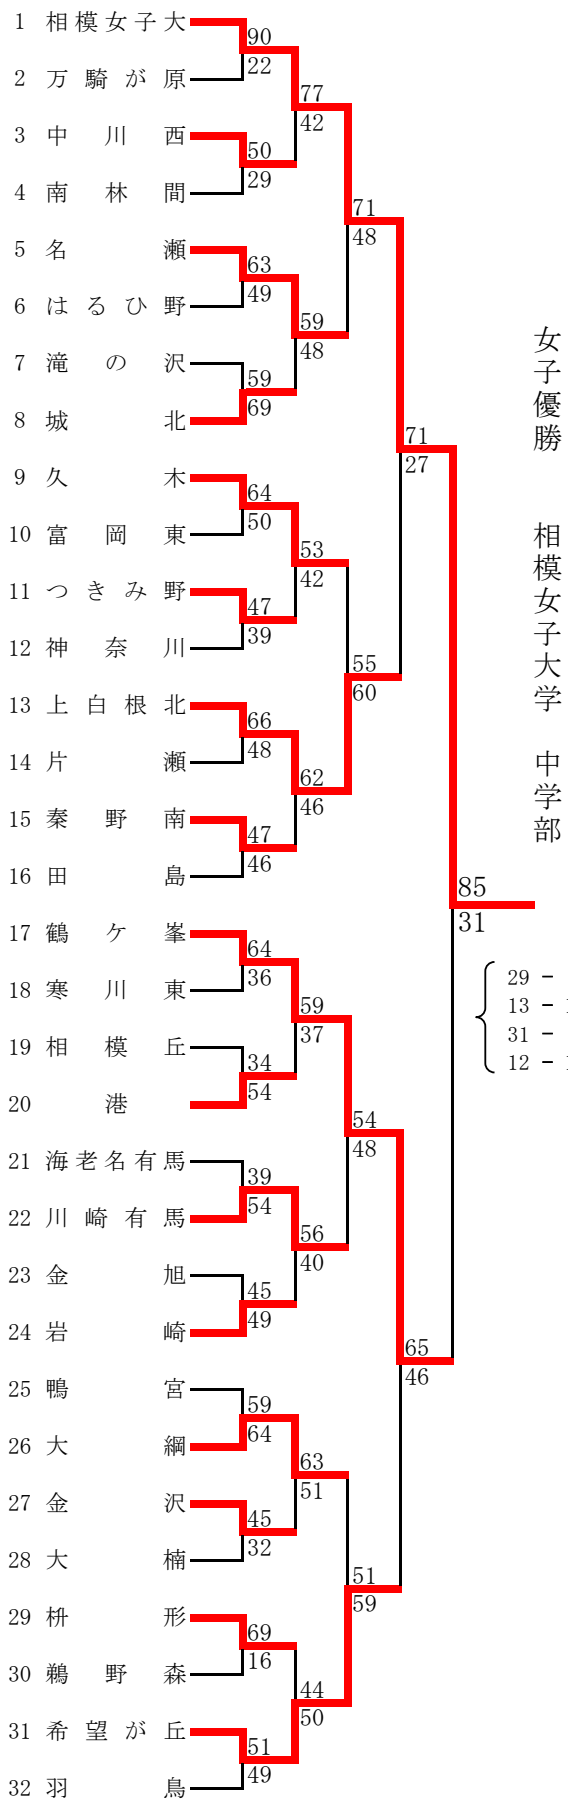 1 相模女子大
90
22
2 万騎が原
77
42
3 中川西
50
29
4 南林間
71
48
5 名瀬
63
49
6 はるひ野
59
48
7 滝の沢
59
69
8 城北
71
27
9 久木
64
50
10 富岡東
53
42
11 つきみ野
47
39
12 神奈川
55
60
13 上白根北
66
48
14 片瀬
62
46
15 秦野南
47
46
16 田島
85
31
17 鶴ケ峯
64
36
18 寒川東
59
37
19 相模丘
34
54
20 港
54
48
21 海老名有馬
39
54
22 川崎有馬
56
40
23 金旭
45
49
24 岩崎
65
46
25 鴨宮
59
64
26 大綱
63
51
27 金沢
45
32
28 大楠
51
59
29 枡形
69
16
30 鵜野森
44
50
31 希望が丘
51
49
32 羽鳥
女子優勝 相模女子大学 中学部
29 -
13 -
31 -
12 -